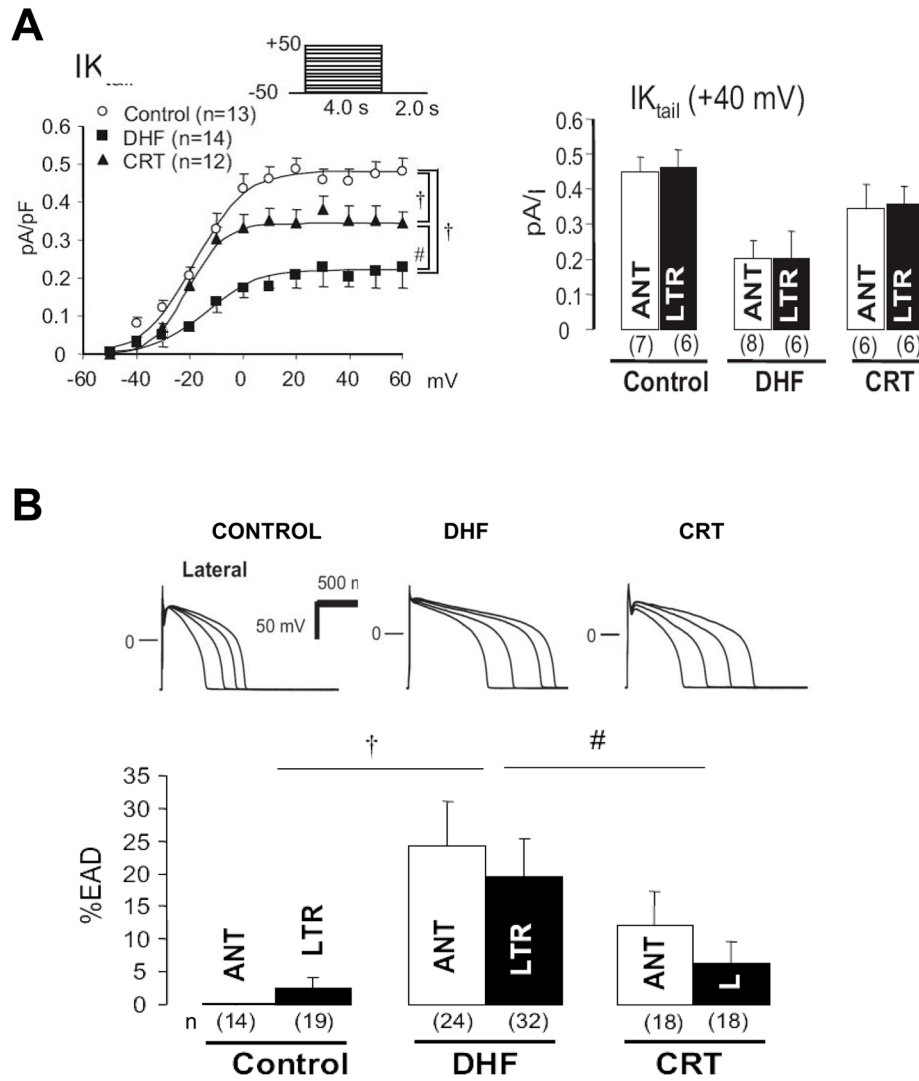 A
IK
tail
+50
-50
4.0 s 2.0 s
Control (n=13)
DHF (n=14)
CRT (n=12)
0.6
0.5
0.4
0.3
0.2
0.1
0
pA/pF
-60 -40 -20 0 20 40 60 mV
†
†
#
IKtail (+40 mV)
0.6
0.5
0.4
0.3
0.2
0.1
0
ANT LTR ANT LTR ANT LTR
(7) (6) (8) (6) (6) (6)
Control DHF CRT
B
CONTROL DHF CRT
Lateral
500
50 mV
0 0 0
† #
35
30
25
20
15
10
5
0
%EAD
ANT LTR ANT LTR ANT L
n (14) (19) (24) (32) (18) (18)
Control DHF CRT